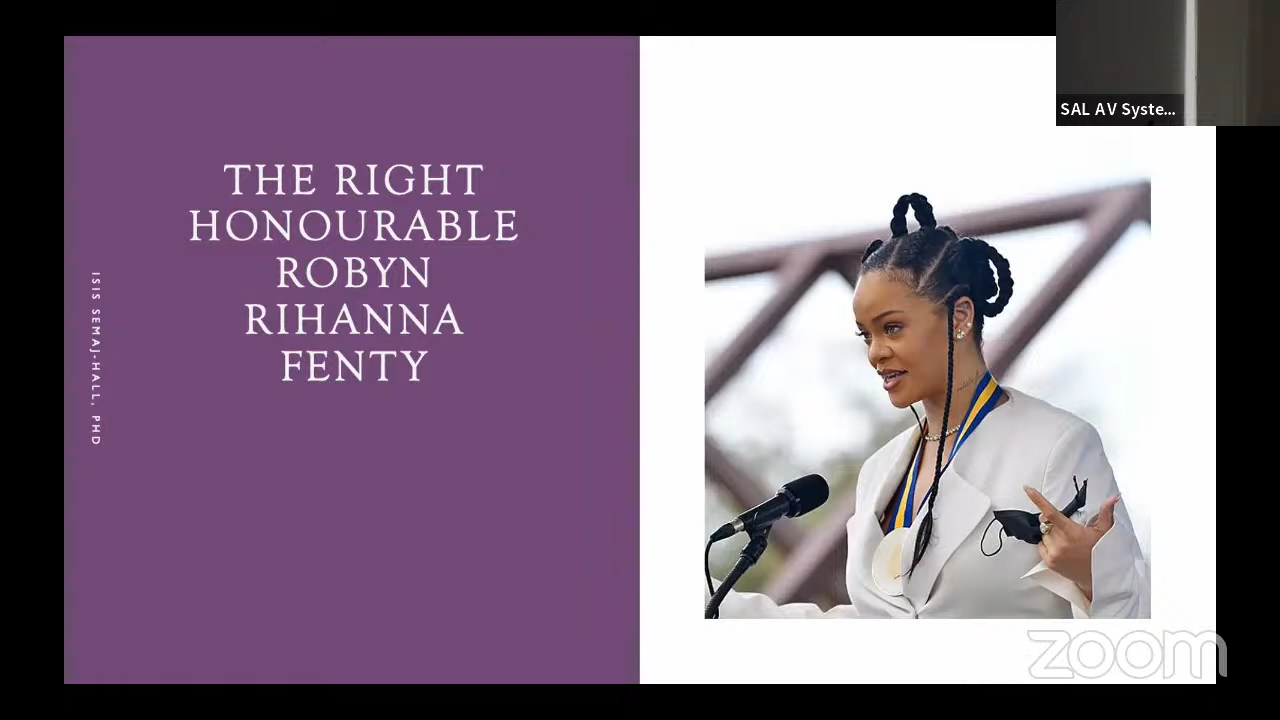 THE RIGHT
HONOURABLE
ROBYN
RIHANNA
FENTY
ISIS SEMAJ-HALL, PHD
SAL AV Syste...
zoom